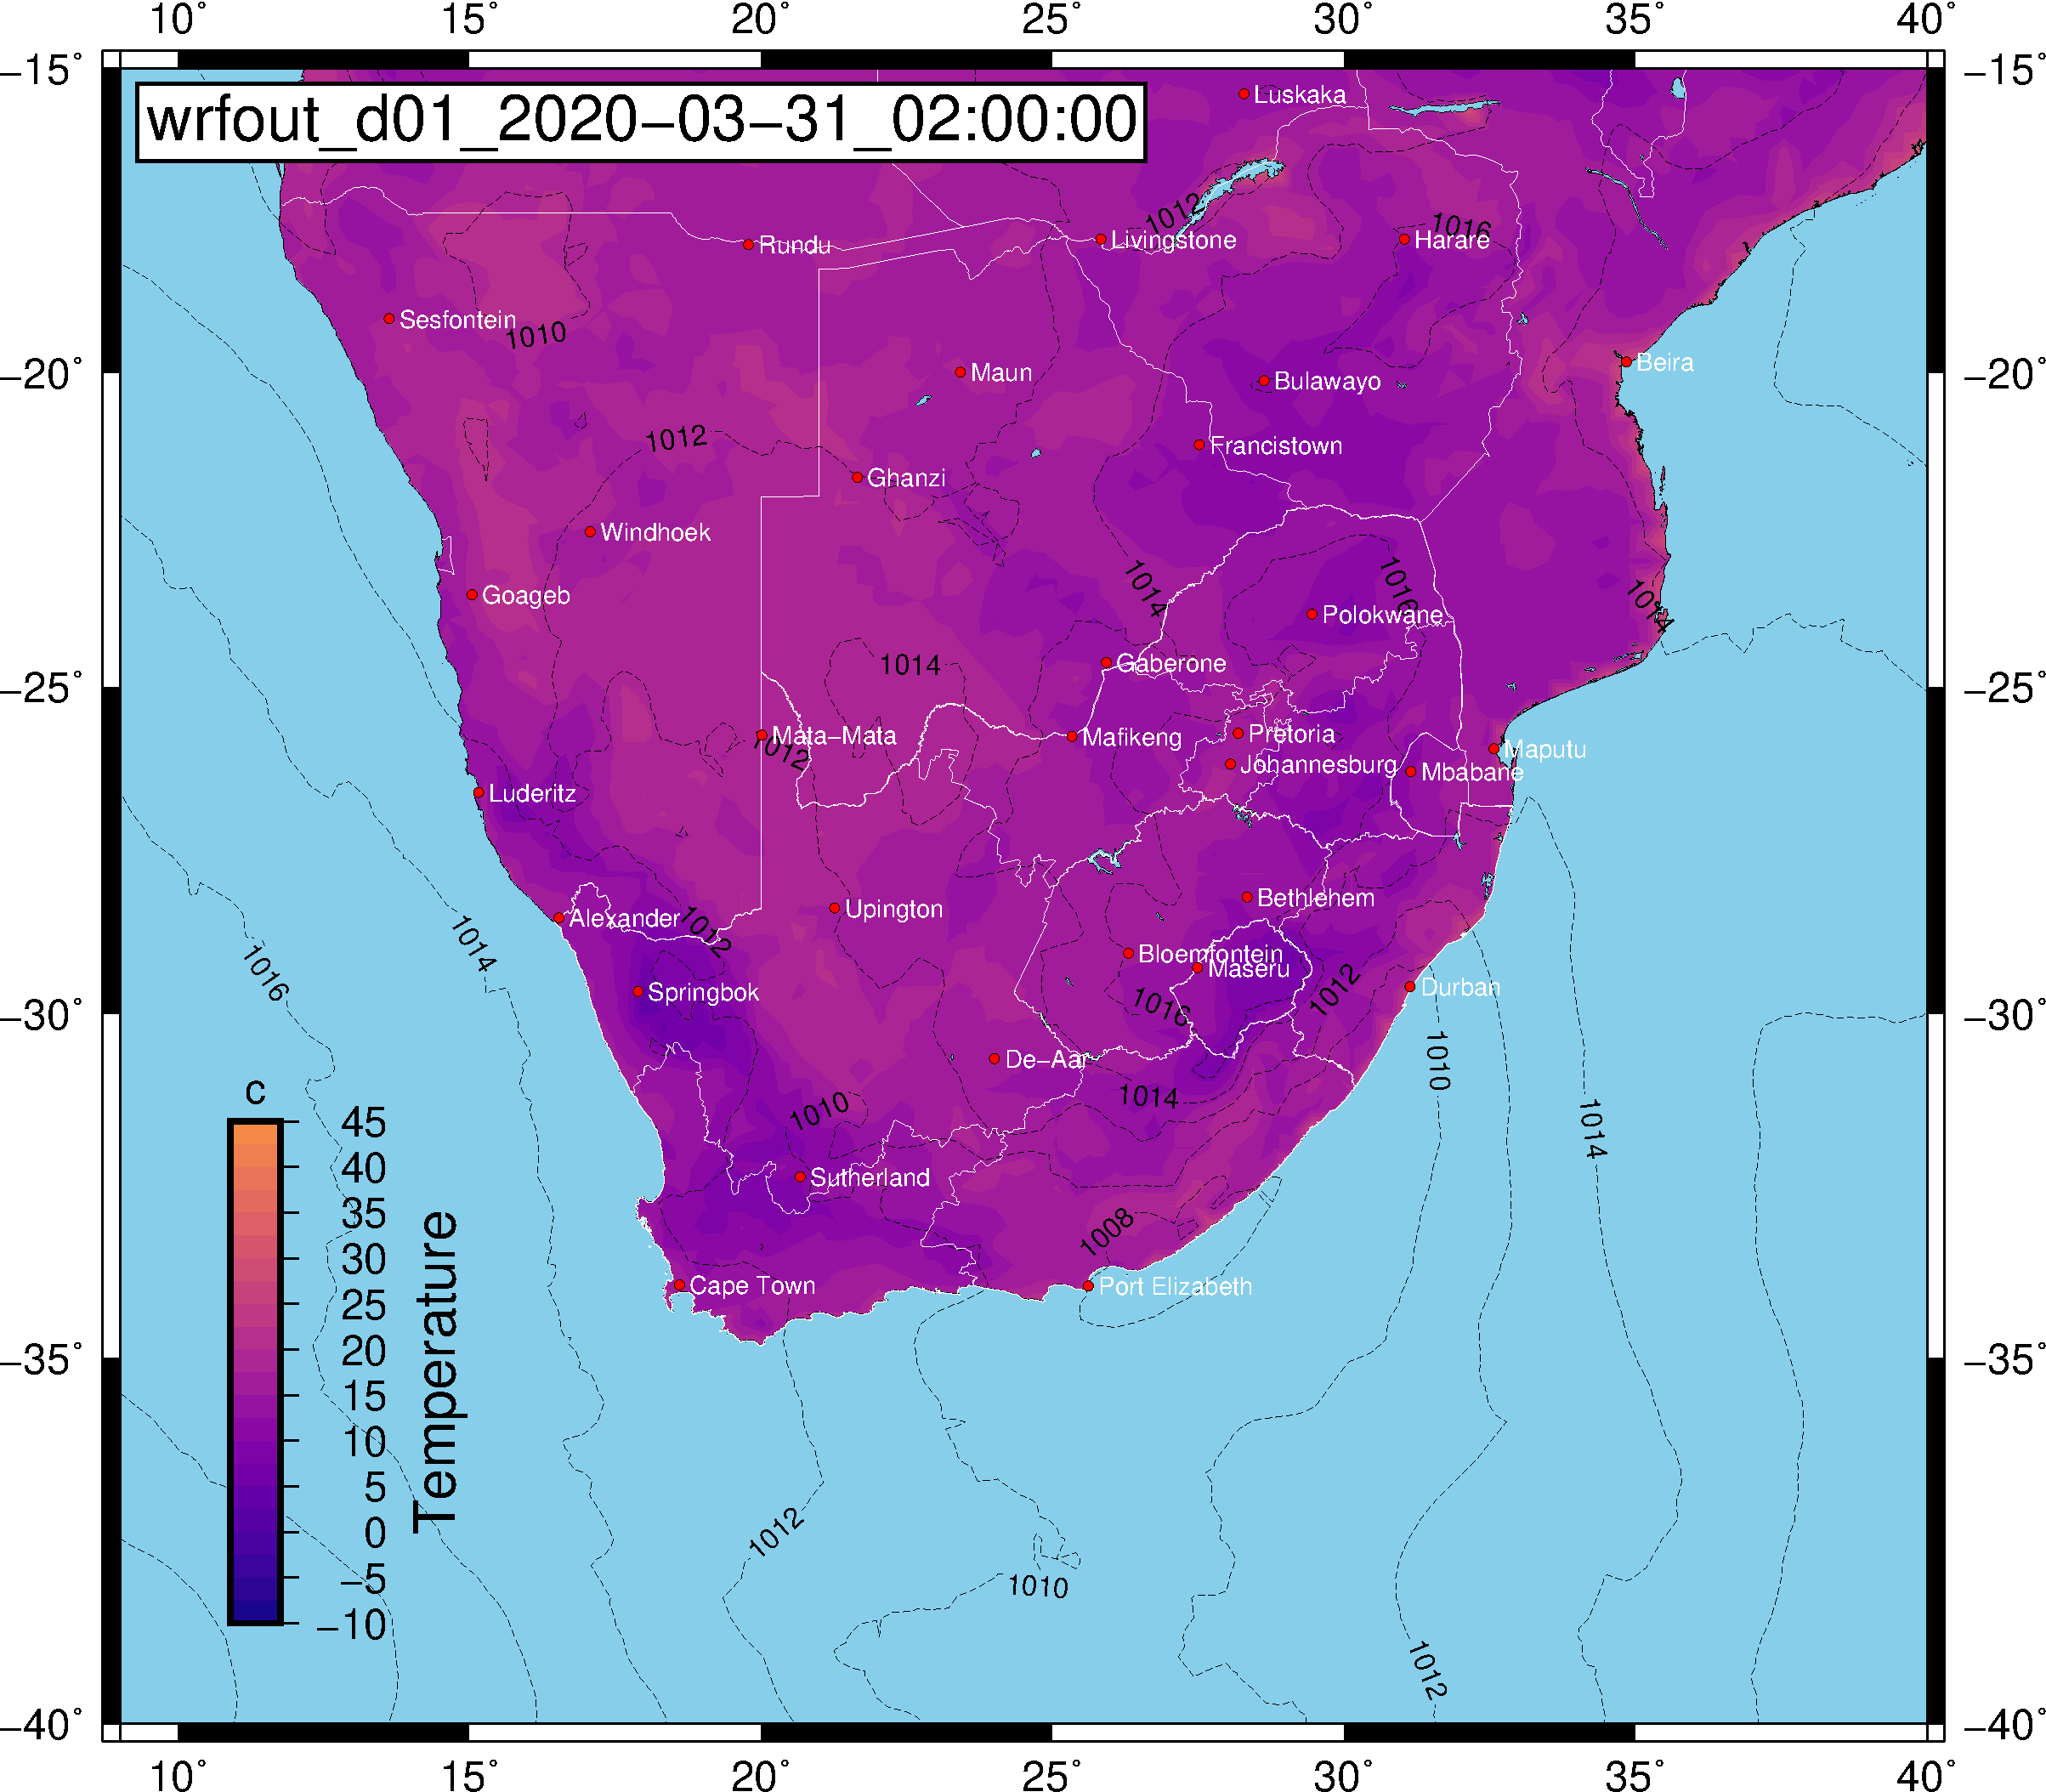 10° 15° 20° 25° 30° 35° 40°
−15° −15°
wrfout_d01_2020−03−31_02:00:00
Luskaka
1012
1016
Rundu
Livingstone
Harare
Sesfontein
1010
Beira
−20° −20°
Maun
Bulawayo
1012
Francistown
Ghanzi
Windhoek
1014
1016
1014
Goageb
Polokwane
1014
Gaberone
−25° −25°
Mata−Mata
1012
Mafikeng
Pretoria
Maputu
Johannesburg
Mbabane
Luderitz
Alexander
1012
Upington
Bethlehem
1014
1016
Bloemfontein
Maseru
1012
Durban
Springbok
1016
−30° −30°
De−Aar
1010
1014
1010
1014
c
45
40
35
30
25
20
15
10
5
0
−5
−10
Temperature
Sutherland
1008
Cape Town
Port Elizabeth
−35° −35°
1012
1010
1012
−40° −40°
10° 15° 20° 25° 30° 35° 40°